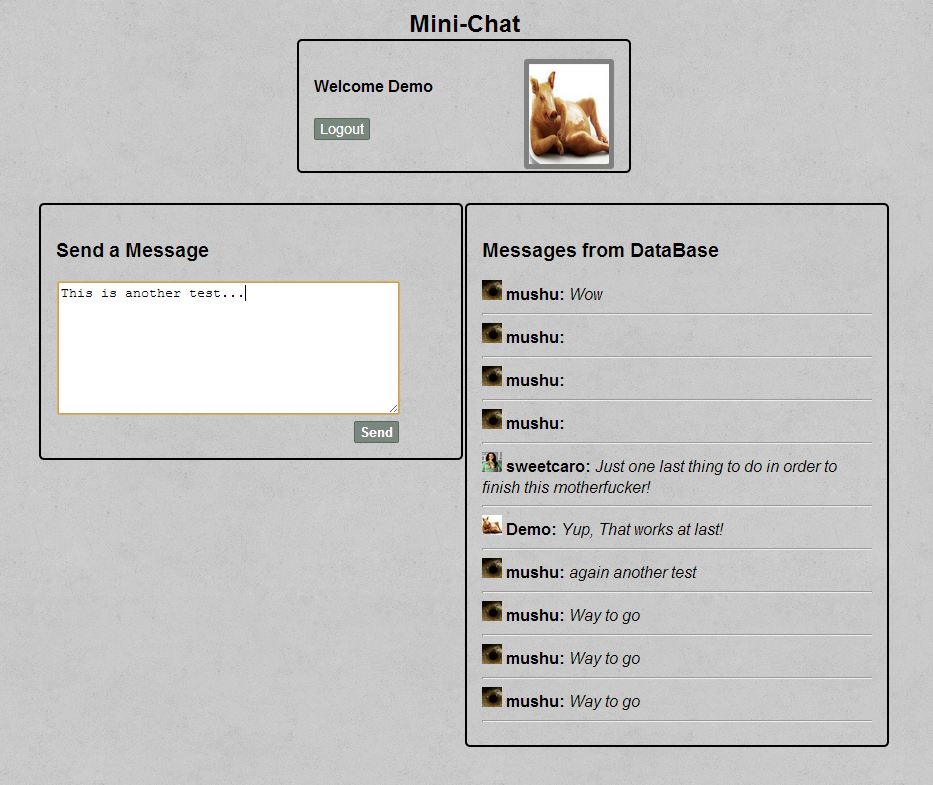 Mini-Chat
Welcome Demo
Logout
Send a Message
This is another test...
Send
Messages from DataBase
mushu: Wow
mushu:
mushu:
mushu:
sweetcaro: Just one last thing to do in order to
finish this motherfucker!
Demo: Yup, That works at last!
mushu: again another test
mushu: Way to go
mushu: Way to go
mushu: Way to go